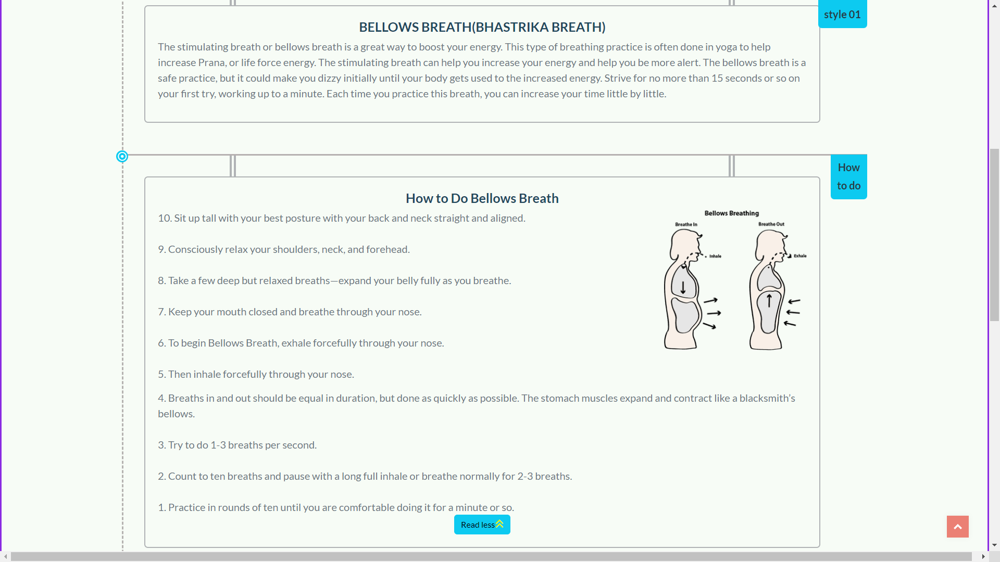 style 01
BELLOWS BREATH(BHASTRIKA BREATH)
The stimulating breath or bellows breath is a great way to boost your energy. This type of breathing practice is often done in yoga to help
increase Prana, or life force energy. The stimulating breath can help you increase your energy and help you be more alert. The bellows breath is a
safe practice, but it could make you dizzy initially until your body gets used to the increased energy. Strive for no more than 15 seconds or so on
your first try, working up to a minute. Each time you practice this breath, you can increase your time little by little.
How
to do
How to Do Bellows Breath
10. Sit up tall with your best posture with your back and neck straight and aligned.
9. Consciously relax your shoulders, neck, and forehead.
8. Take a few deep but relaxed breaths—expand your belly fully as you breathe.
7. Keep your mouth closed and breathe through your nose.
6. To begin Bellows Breath, exhale forcefully through your nose.
5. Then inhale forcefully through your nose.
Bellows Breathing
Breathe In
Breathe Out
Inhale
Exhale
4. Breaths in and out should be equal in duration, but done as quickly as possible. The stomach muscles expand and contract like a blacksmith’s
bellows.
3. Try to do 1-3 breaths per second.
2. Count to ten breaths and pause with a long full inhale or breathe normally for 2-3 breaths.
1. Practice in rounds of ten until you are comfortable doing it for a minute or so.
Read less